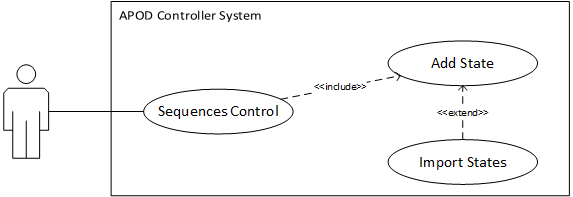 APOD Controller System
Add State
<<include>>
Sequences Control
<<extend>>
Import States